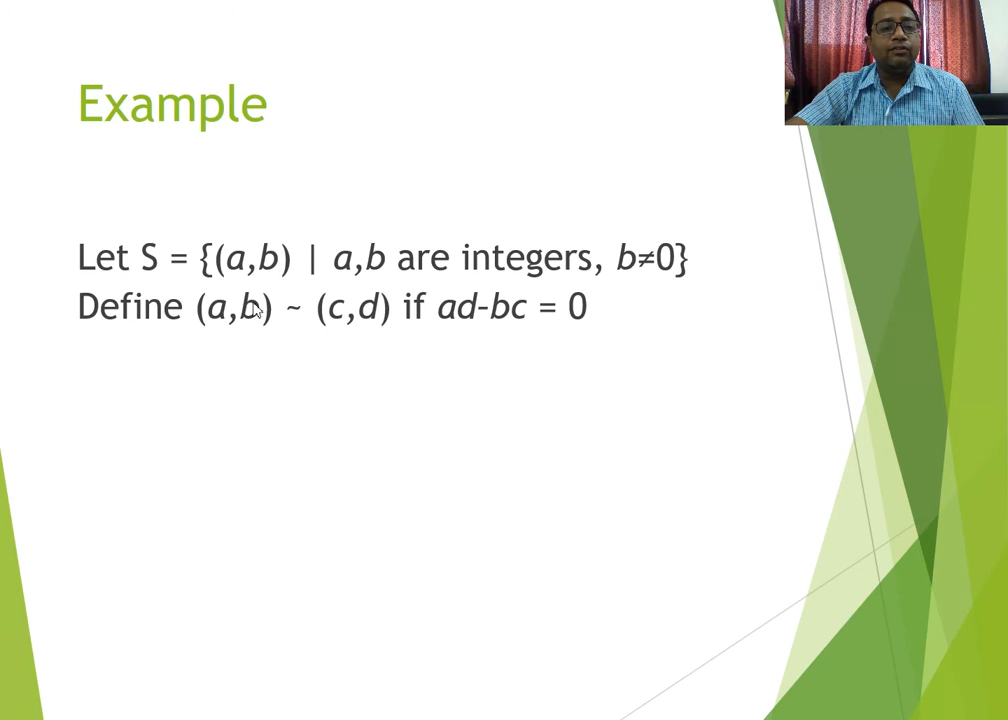 Example
Let S = {(a,b) | a,b are integers, b≠0}
Define (a,b) ~ (c,d) if ad-bc = 0